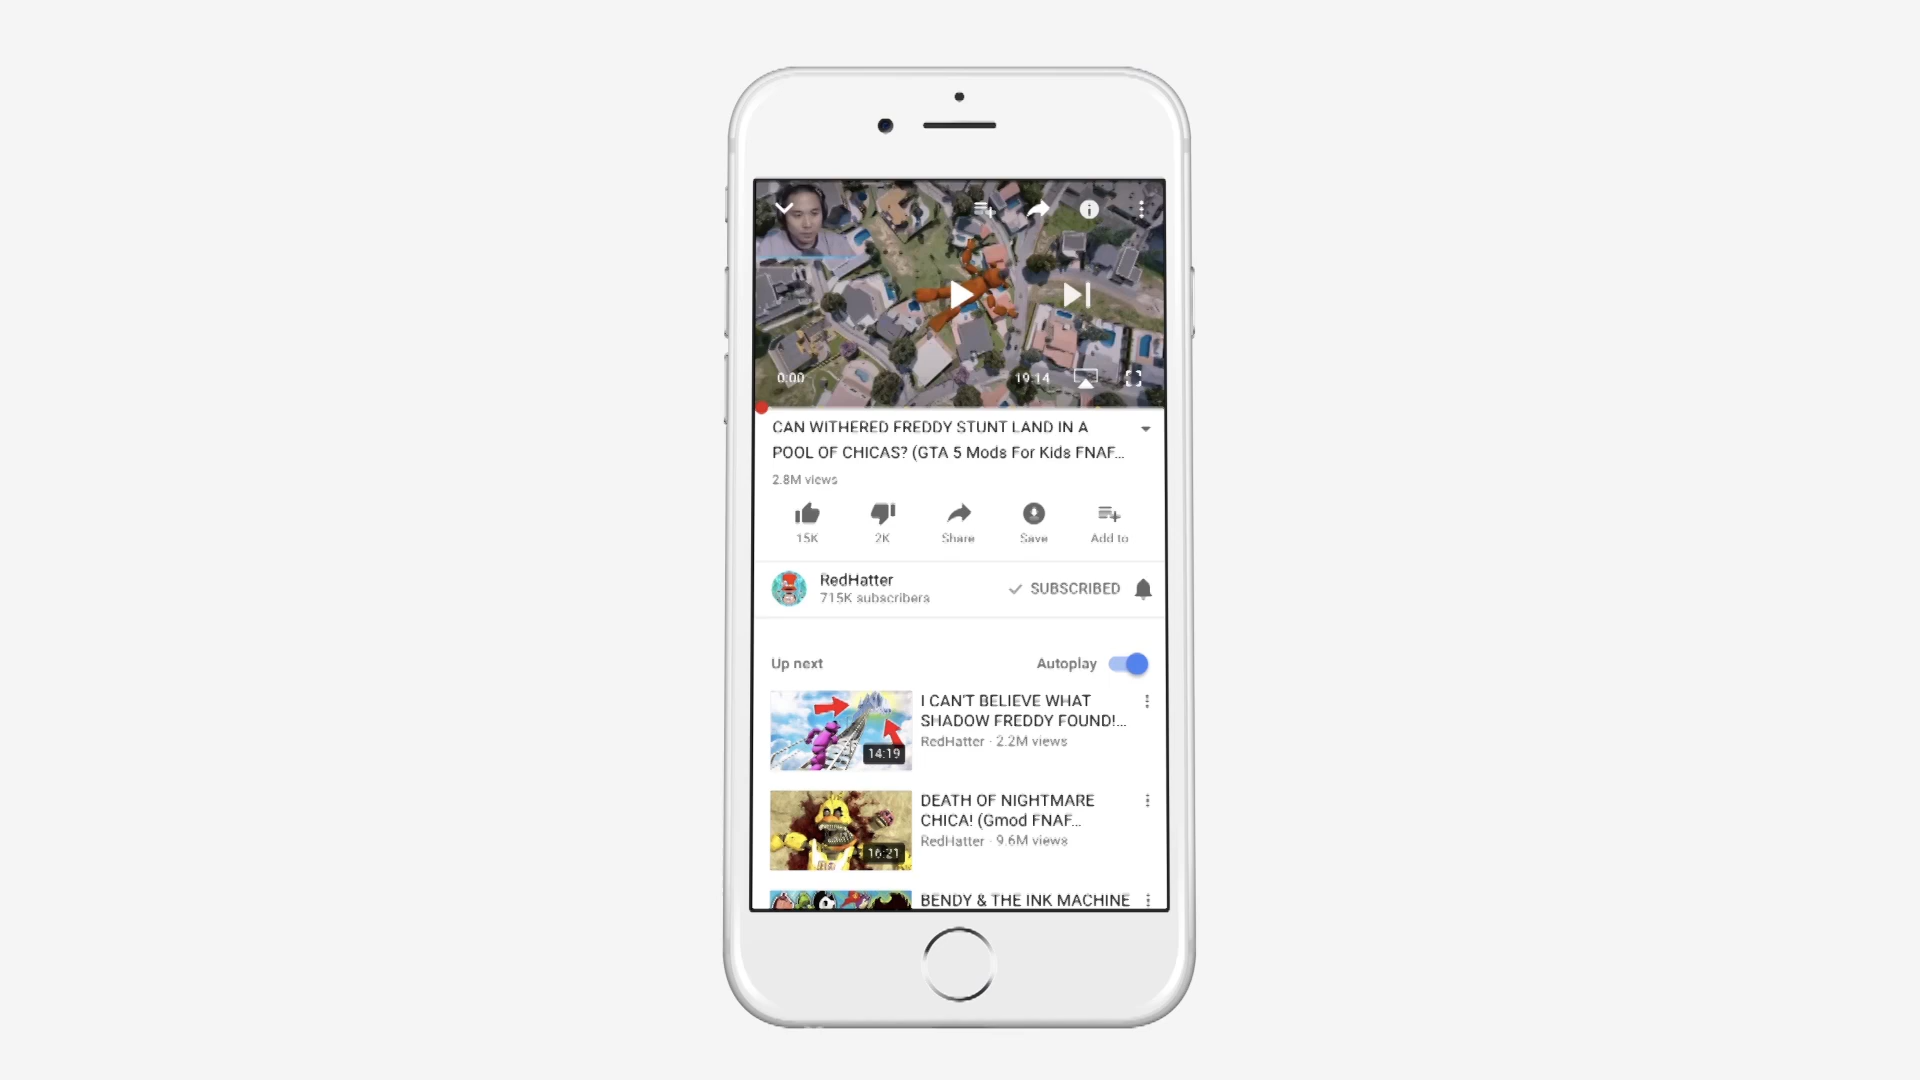 0:00
19:14
CAN WITHERED FREDDY STUNT LAND IN A
POOL OF CHICAS? (GTA 5 Mods For Kids FNAF...
2.8M views
15K
2K
Share
Save
Add to
RedHatter
715K subscribers
SUBSCRIBED
Up next
Autoplay
I CAN'T BELIEVE WHAT
SHADOW FREDDY FOUND!...
RedHatter · 2.2M views
14:19
DEATH OF NIGHTMARE
CHICA! (Gmod FNAF...
RedHatter · 9.6M views
16:21
BENDY & THE INK MACHINE